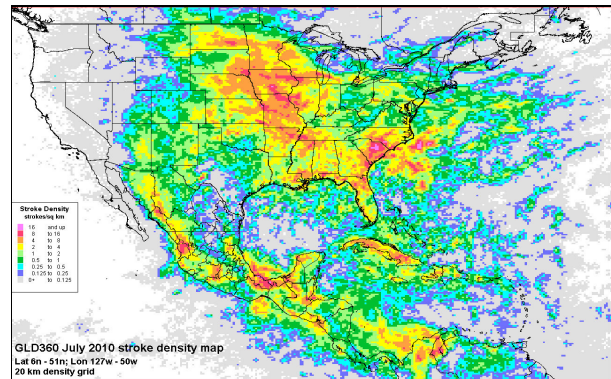 Stroke Density
strokes/sq km
16 and up
8 to 16
4 to 8
2 to 4
1 to 2
0.5 to 1
0.25 to 0.5
0.125 to 0.25
0+ to 0.125
GLD360 July 2010 stroke density map
Lat 6n - 51n; Lon 127w - 50w
20 km density grid